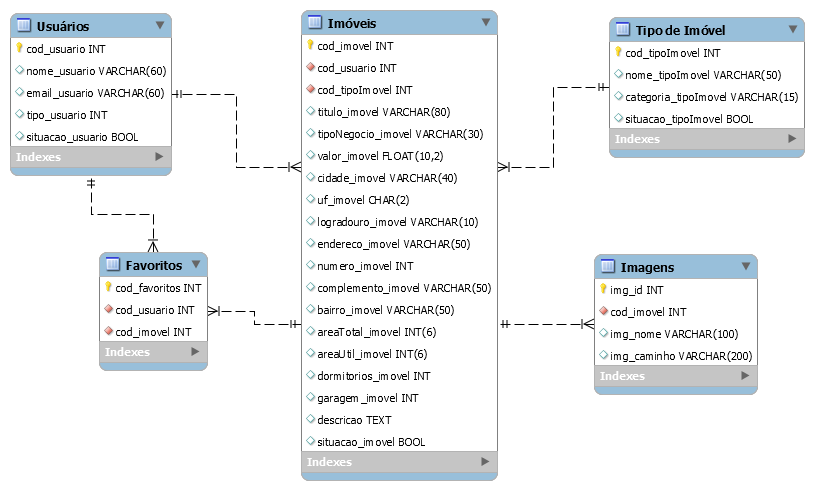 Usuários
cod_usuario INT
nome_usuario VARCHAR(60)
email_usuario VARCHAR(60)
tipo_usuario INT
situacao_usuario BOOL
Indexes
Favoritos
cod_favoritos INT
cod_usuario INT
cod_imovel INT
Indexes
Imóveis
cod_imovel INT
cod_usuario INT
cod_tipoImovel INT
titulo_imovel VARCHAR(80)
tipoNegocio_imovel VARCHAR(30)
valor_imovel FLOAT(10,2)
cidade_imovel VARCHAR(40)
uf_imovel CHAR(2)
logradouro_imovel VARCHAR(10)
endereco_imovel VARCHAR(50)
numero_imovel INT
complemento_imovel VARCHAR(50)
bairro_imovel VARCHAR(50)
areaTotal_imovel INT(6)
areaUtil_imovel INT(6)
dormitorios_imovel INT
garagem_imovel INT
descricao TEXT
situacao_imovel BOOL
Indexes
Tipo de Imóvel
cod_tipoImovel INT
nome_tipoImovel VARCHAR(50)
categoria_tipoImovel VARCHAR(15)
situacao_tipoImovel BOOL
Indexes
Imagens
img_id INT
cod_imovel INT
img_nome VARCHAR(100)
img_caminho VARCHAR(200)
Indexes